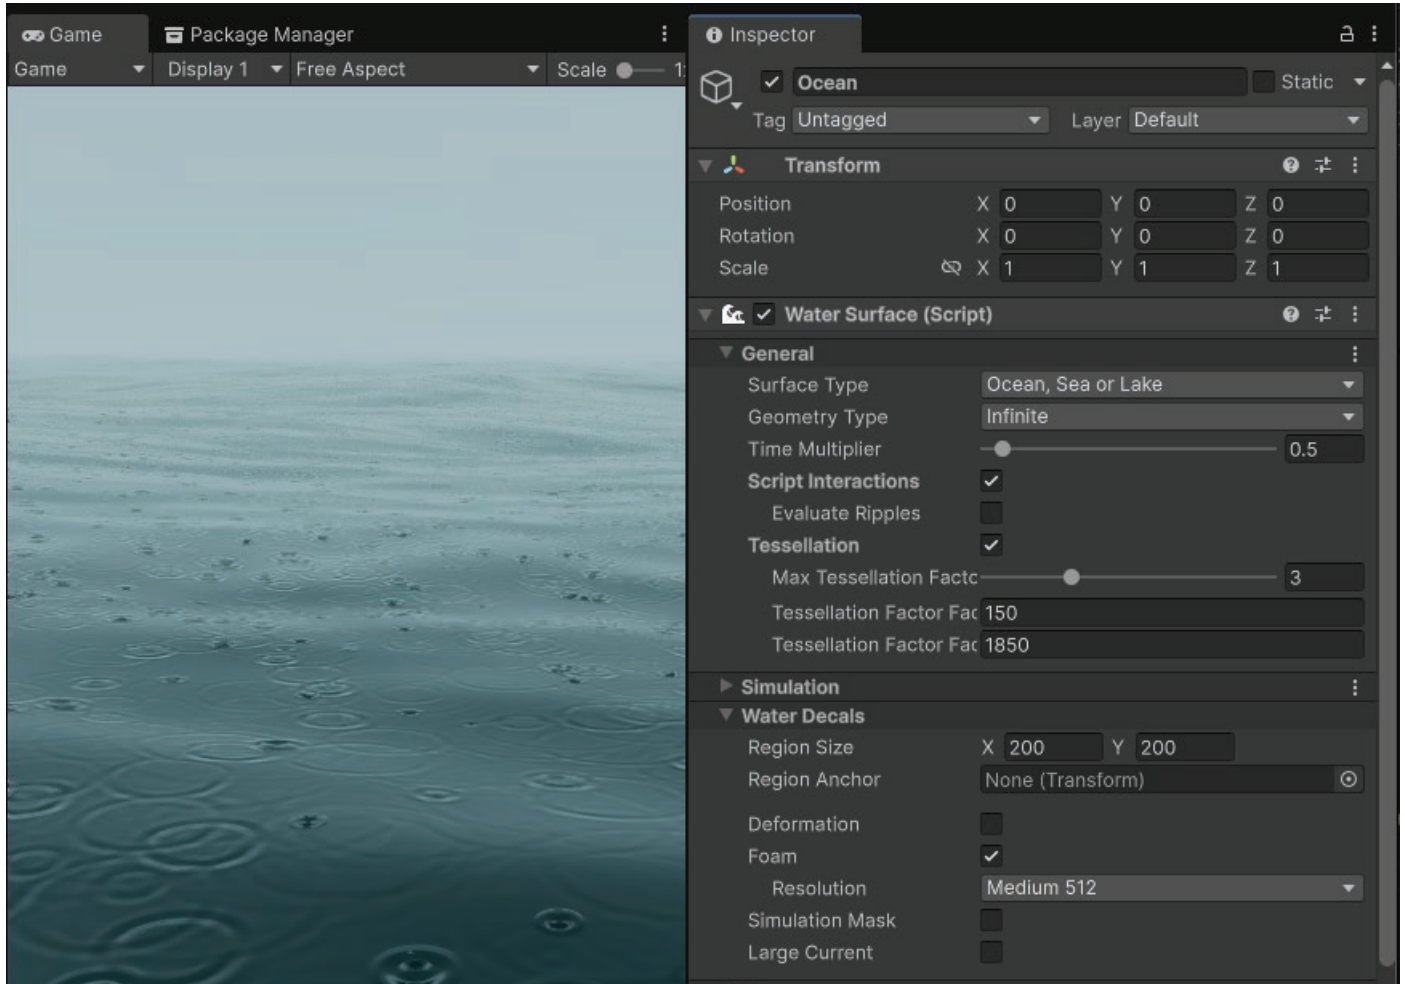 Game
Package Manager
Game
Display 1
Free Aspect
Scale
1:
Inspector
Ocean
Static
Tag
Untagged
Layer
Default
Transform
Position X 0 Y 0 Z 0
Rotation X 0 Y 0 Z 0
Scale X 1 Y 1 Z 1
Water Surface (Script)
General
Surface Type Ocean, Sea or Lake
Geometry Type Infinite
Time Multiplier 0.5
Script Interactions
Evaluate Ripples
Tessellation
Max Tessellation Factc 3
Tessellation Factor Fac 150
Tessellation Factor Fac 1850
Simulation
Water Decals
Region Size X 200 Y 200
Region Anchor None (Transform)
Deformation
Foam
Resolution Medium 512
Simulation Mask
Large Current